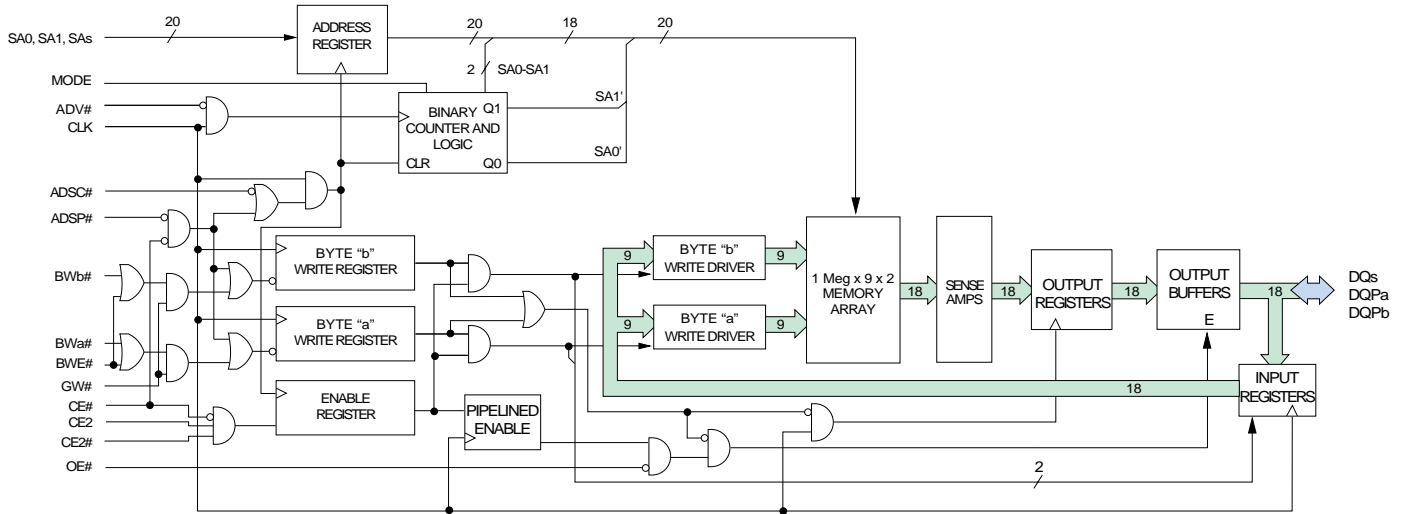 20
SA0, SA1, SAs
ADDRESS
REGISTER
20
18
20
2
SA0-SA1
MODE
ADV#
CLK
BINARY
COUNTER AND
LOGIC
Q1
CLR
Q0
SA1'
SA0'
ADSC#
ADSP#
BWb#
BYTE “b”
WRITE REGISTER
BWa#
BWE#
BYTE “a”
WRITE REGISTER
GW#
CE#
CE2
CE2#
ENABLE
REGISTER
PIPELINED
ENABLE
OE#
9
BYTE “b”
WRITE DRIVER
9
9
BYTE “a”
WRITE DRIVER
9
1 Meg x 9 x 2
MEMORY
ARRAY
18
SENSE
AMPS
18
OUTPUT
REGISTERS
18
OUTPUT
BUFFERS
E
18
DQs
DQPa
DQPb
18
INPUT
REGISTERS
2